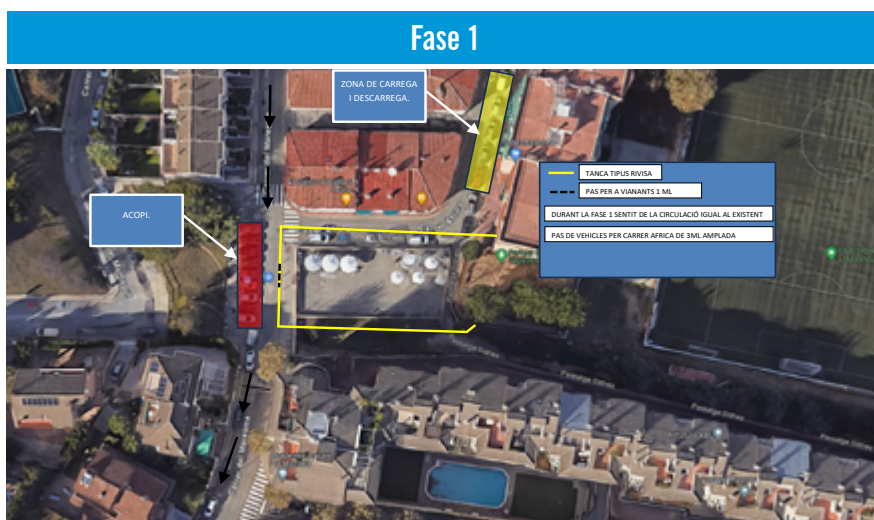 Fase 1
ZONA DE CARREGA
I DESCARREGA.
TANCA TIPUS RIVISA
PAS PER A VIANANTS 1 ML
DURANT LA FASE 1 SENTIT DE LA CIRCULACIÓ IGUAL AL EXISTENT
PAS DE VEHICLES PER CARRER AFRICA DE 3ML AMPLADA
ACOPI.